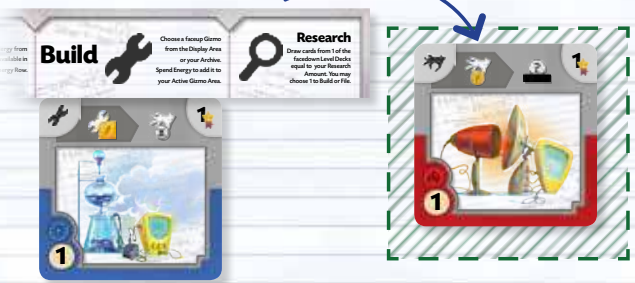 Build
Choose a faceup Gizmo
from the Display Area
or your Archive.
Spend Energy to add it to
your Active Gizmo Area.
Research
Draw cards from 1 of the
facedown Level Decks
equal to your Research
Amount. You may
choose 1 to Build or File.
1
1
1
1